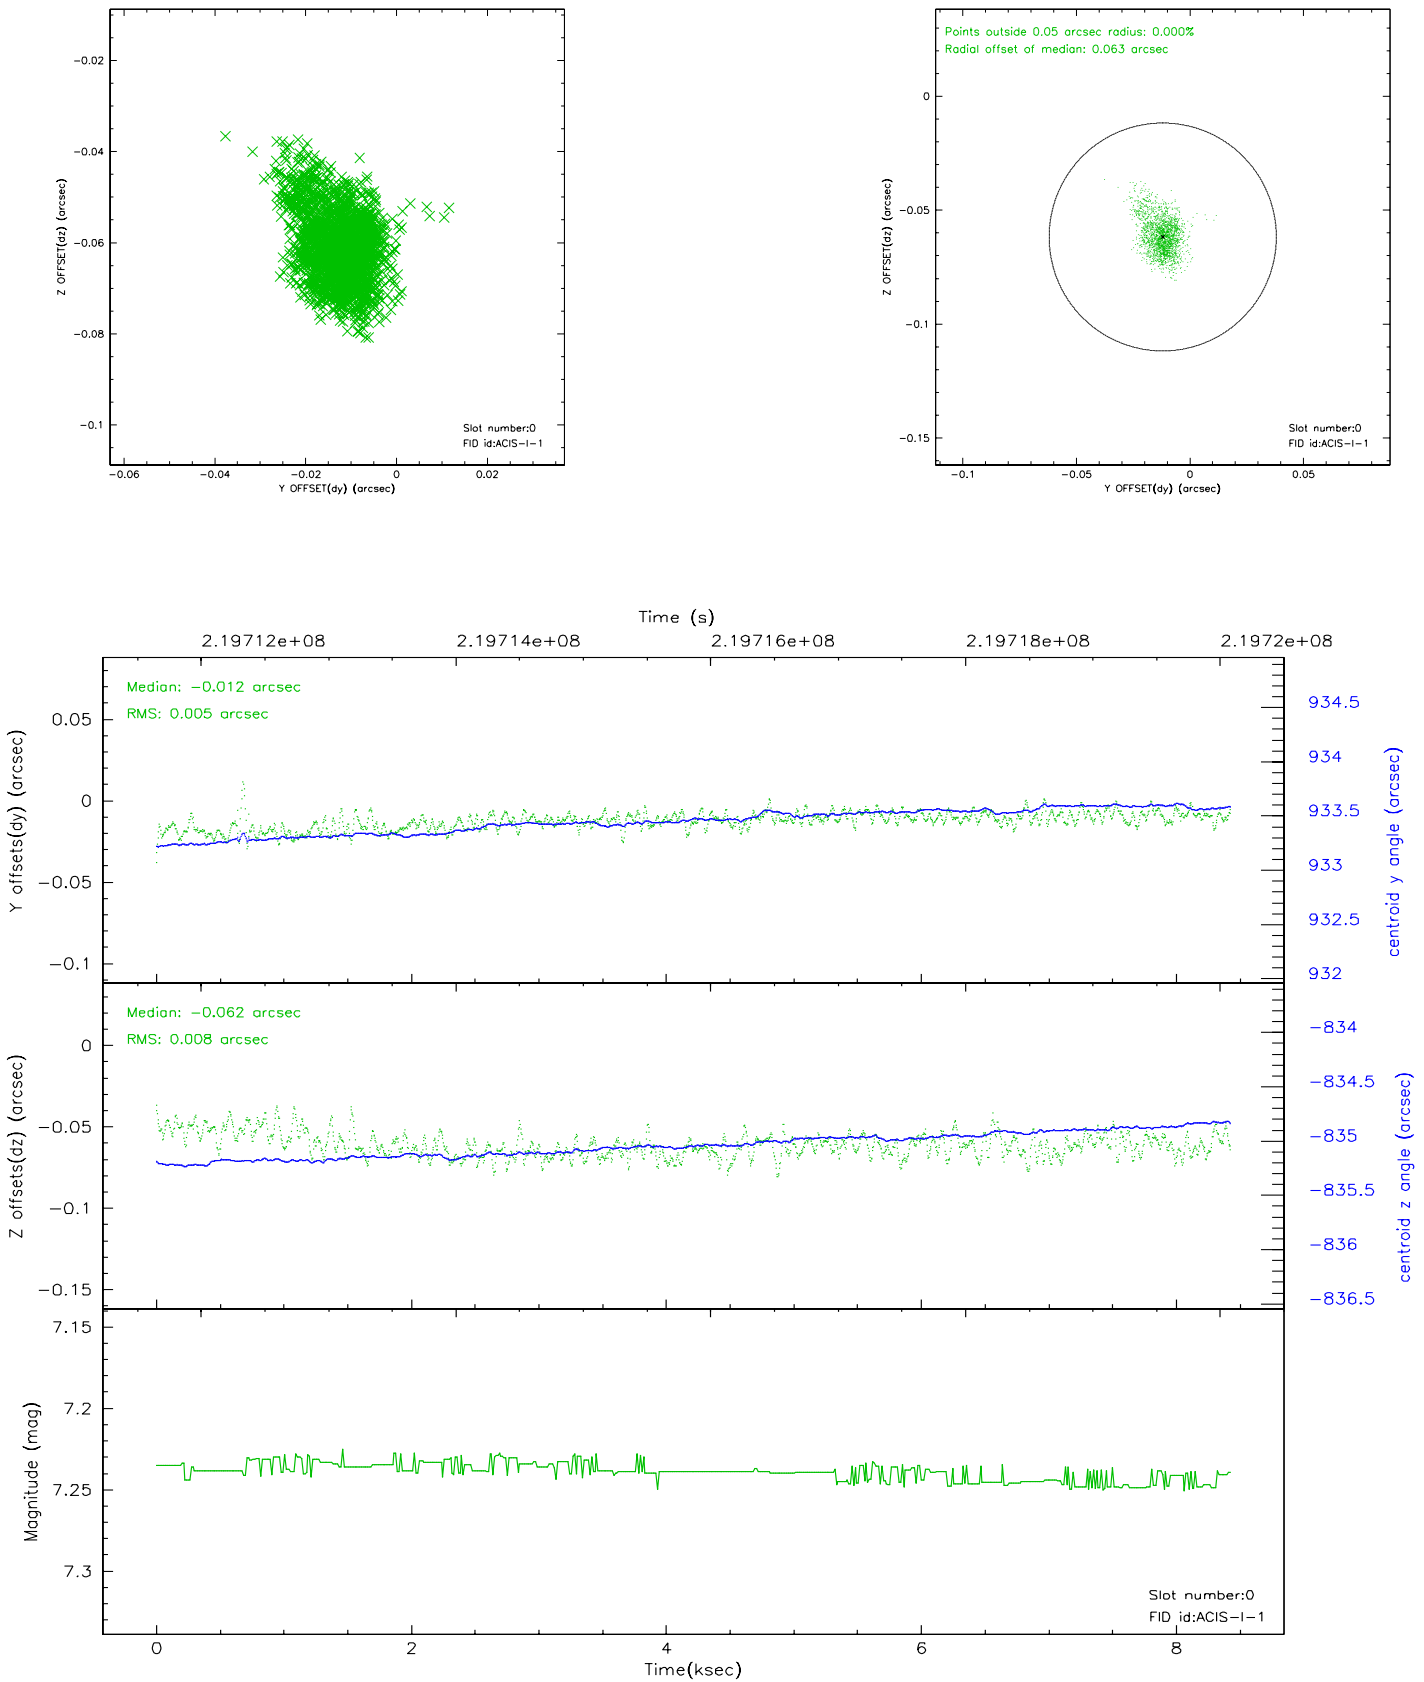 -0.02
-0.04
-0.06
-0.08
-0.1
Z OFFSET(dz) (arcsec)
Slot number:0
FID id:ACIS-I-1
-0.06 -0.04 -0.02 0 0.02
Y OFFSET(dy) (arcsec)
Points outside 0.05 arcsec radius: 0.000%
Radial offset of median: 0.063 arcsec
0
-0.05
-0.1
-0.15
Z OFFSET(dz) (arcsec)
Slot number:0
FID id:ACIS-I-1
-0.1 -0.05 0 0.05
Y OFFSET(dy) (arcsec)
Time (s)
2.19712e+08 2.19714e+08 2.19716e+08 2.19718e+08 2.1972e+08
Median: -0.012 arcsec
RMS: 0.005 arcsec
0.05
0
-0.05
-0.1
Y offsets(dy) (arcsec)
934.5
934
933.5
933
932.5
932
centroid y angle (arcsec)
Median: -0.062 arcsec
RMS: 0.008 arcsec
0
-0.05
-0.1
-0.15
Z offsets(dz) (arcsec)
-834
-834.5
-835
-835.5
-836
-836.5
centroid z angle (arcsec)
7.15
7.2
7.25
7.3
Magnitude (mag)
Slot number:0
FID id:ACIS-I-1
0 2 4 6 8
Time(ksec)